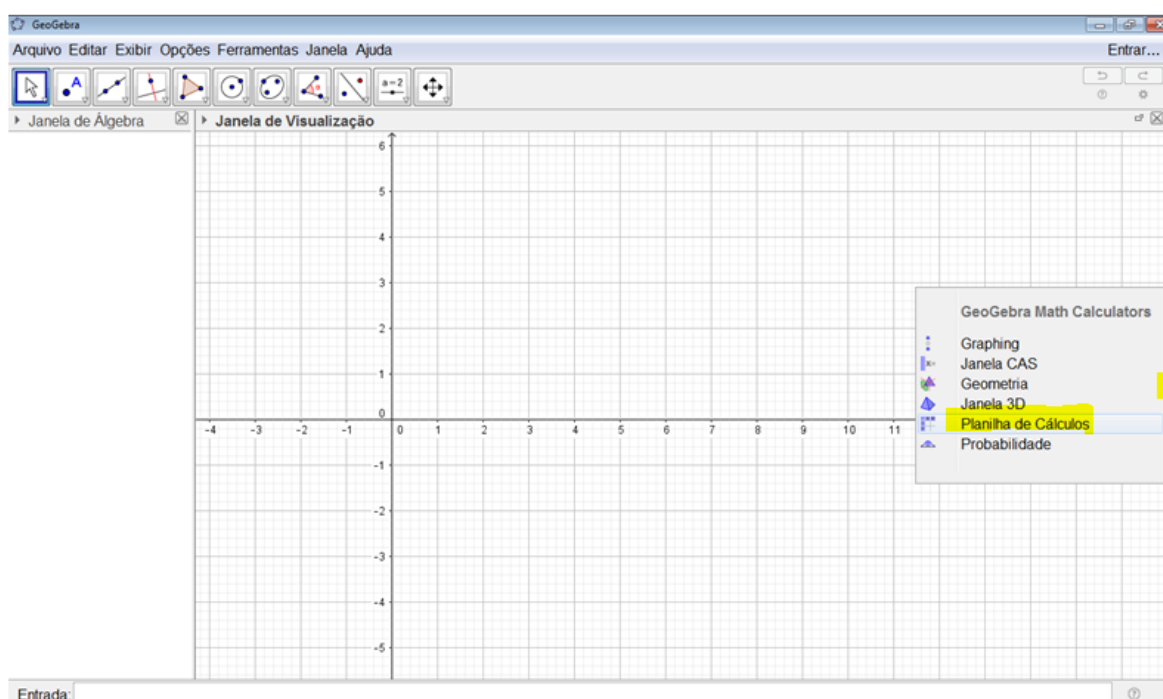 GeoGebra
Arquivo Editar Exibir Opções Ferramentas Janela Ajuda
Entrar...
A
a=2
Janela de Álgebra
Janela de Visualização
6
5
4
3
2
1
0
-4 -3 -2 -1 0 1 2 3 4 5 6 7 8 9 10 11
-1
-2
-3
-4
-5
GeoGebra Math Calculators
Graphing
Janela CAS
Geometria
Janela 3D
Planilha de Cálculos
Probabilidade
Entrada: